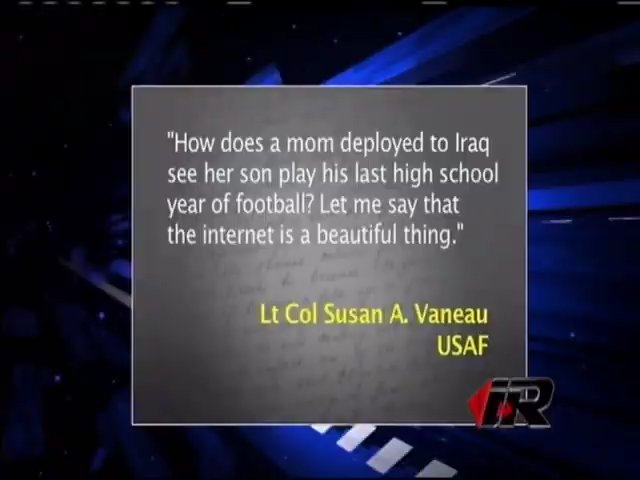 "How does a mom deployed to Iraq
see her son play his last high school
year of football? Let me say that
the internet is a beautiful thing."
Lt Col Susan A. Vaneau
USAF
iR